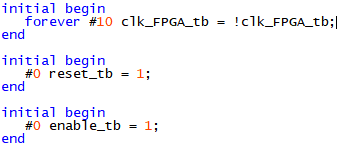 initial begin
forever #10 clk_FPGA_tb = !clk_FPGA_tb;
end
initial begin
#0 reset_tb = 1;
end
initial begin
#0 enable_tb = 1;
end